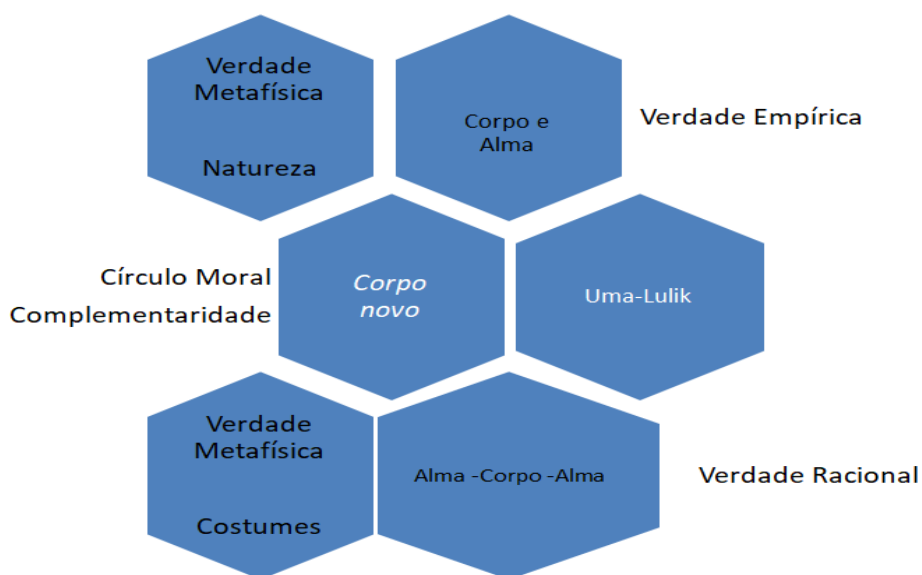 Verdade
Metafísica
Natureza
Corpo e
Alma
Verdade Empírica
Círculo Moral
Complementaridade
Corpo
novo
Uma-Lulik
Verdade
Metafísica
Costumes
Alma -Corpo -Alma
Verdade Racional